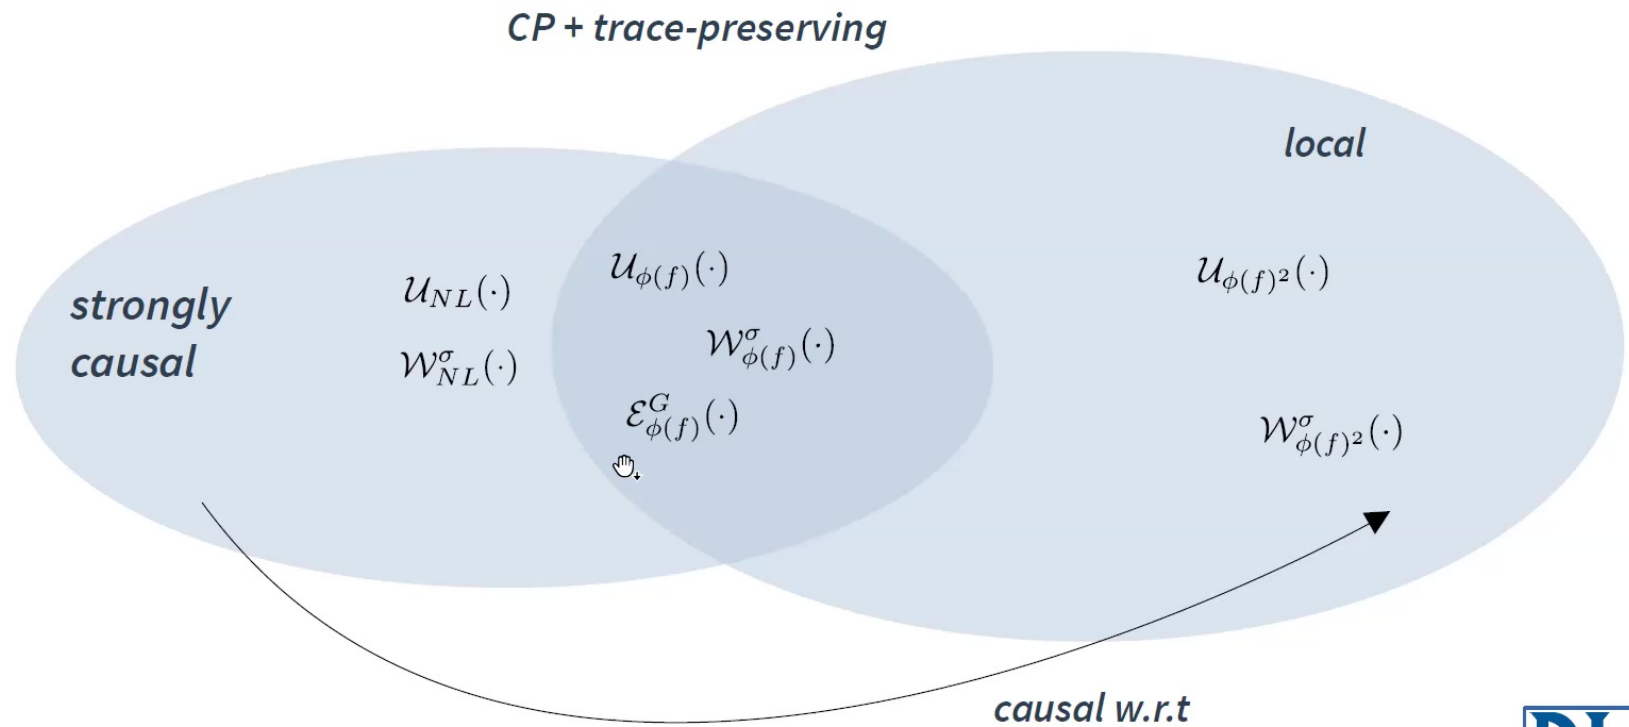 CP + trace-preserving
local
strongly
causal
𝒰_{NL}(·)
𝒲^σ_{NL}(·)
𝒰_{ϕ(f)}(·)
𝒲^σ_{ϕ(f)}(·)
ℰ^G_{ϕ(f)}(·)
𝒰_{ϕ(f)²}(·)
𝒲^σ_{ϕ(f)²}(·)
causal w.r.t